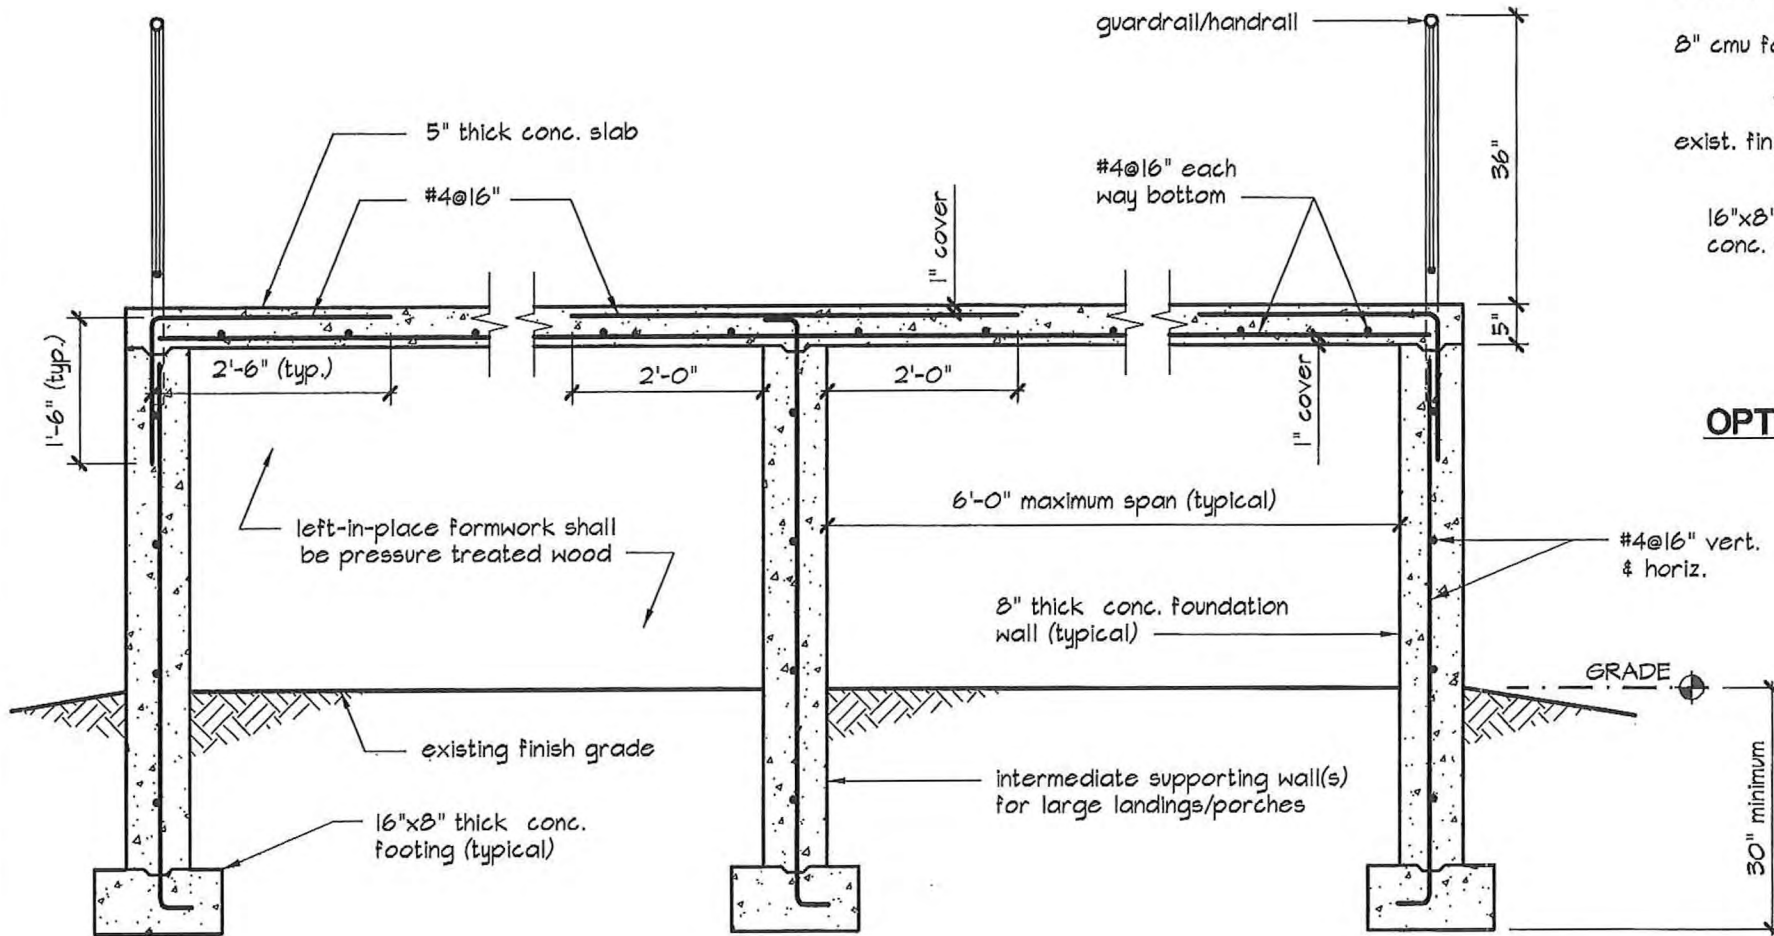 guardrail/handrail
36"
8" cmu fo
exist. fin
16"x8"
conc.
5" thick conc. slab
#4@16"
1" cover
#4@16" each
way bottom
5"
1'-6" (typ.)
2'-6" (typ.)
2'-0"
2'-0"
1" cover
OPT
left-in-place formwork shall
be pressure treated wood
6'-0" maximum span (typical)
#4@16" vert.
& horiz.
8" thick conc. foundation
wall (typical)
GRADE
existing finish grade
intermediate supporting wall(s)
for large landings/porches
16"x8" thick conc.
footing (typical)
30" minimum